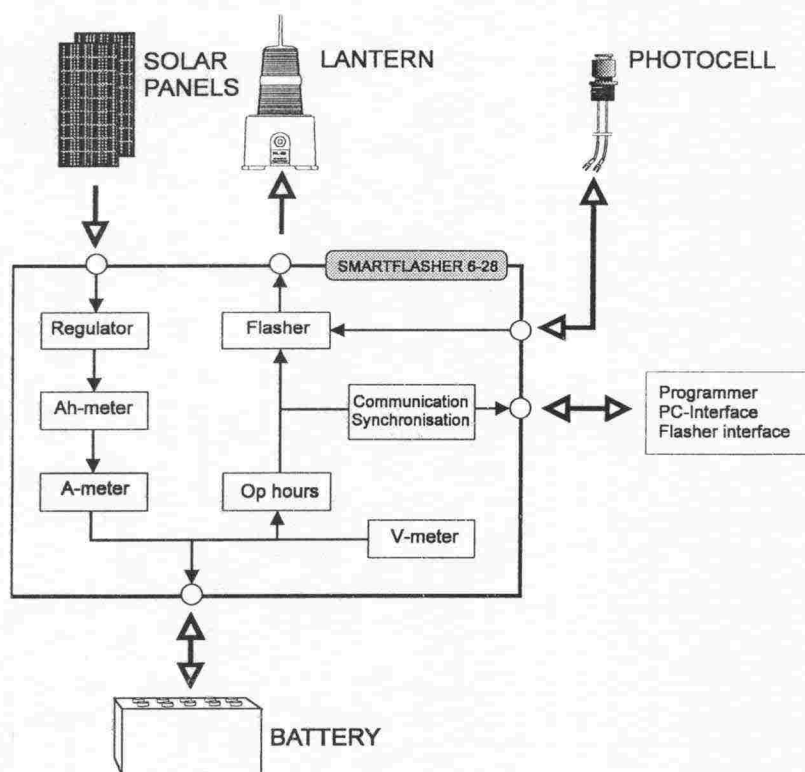 SOLAR
PANELS
LANTERN
PHOTOCELL
SMARTFLASHER 6-28
Regulator
Flasher
Ah-meter
Communication
Synchronisation
Programmer
PC-Interface
Flasher interface
A-meter
Op hours
V-meter
BATTERY